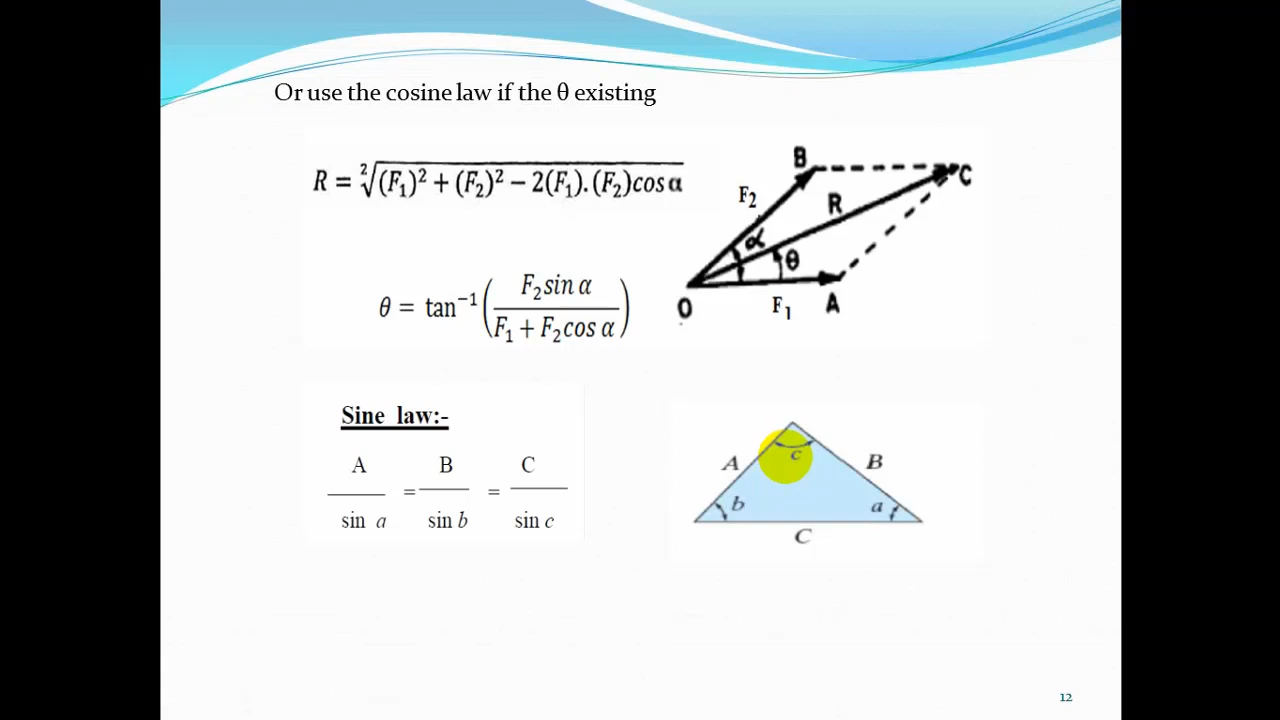 Or use the cosine law if the θ existing
R = ²√(F₁)² + (F₂)² − 2(F₁).(F₂)cos α
θ = tan⁻¹ (F₂sin α / F₁ + F₂cos α)
B
C
F₂
R
α
θ
O
F₁
A
Sine law:-
A / sin a = B / sin b = C / sin c
c
A
B
b
a
C
12